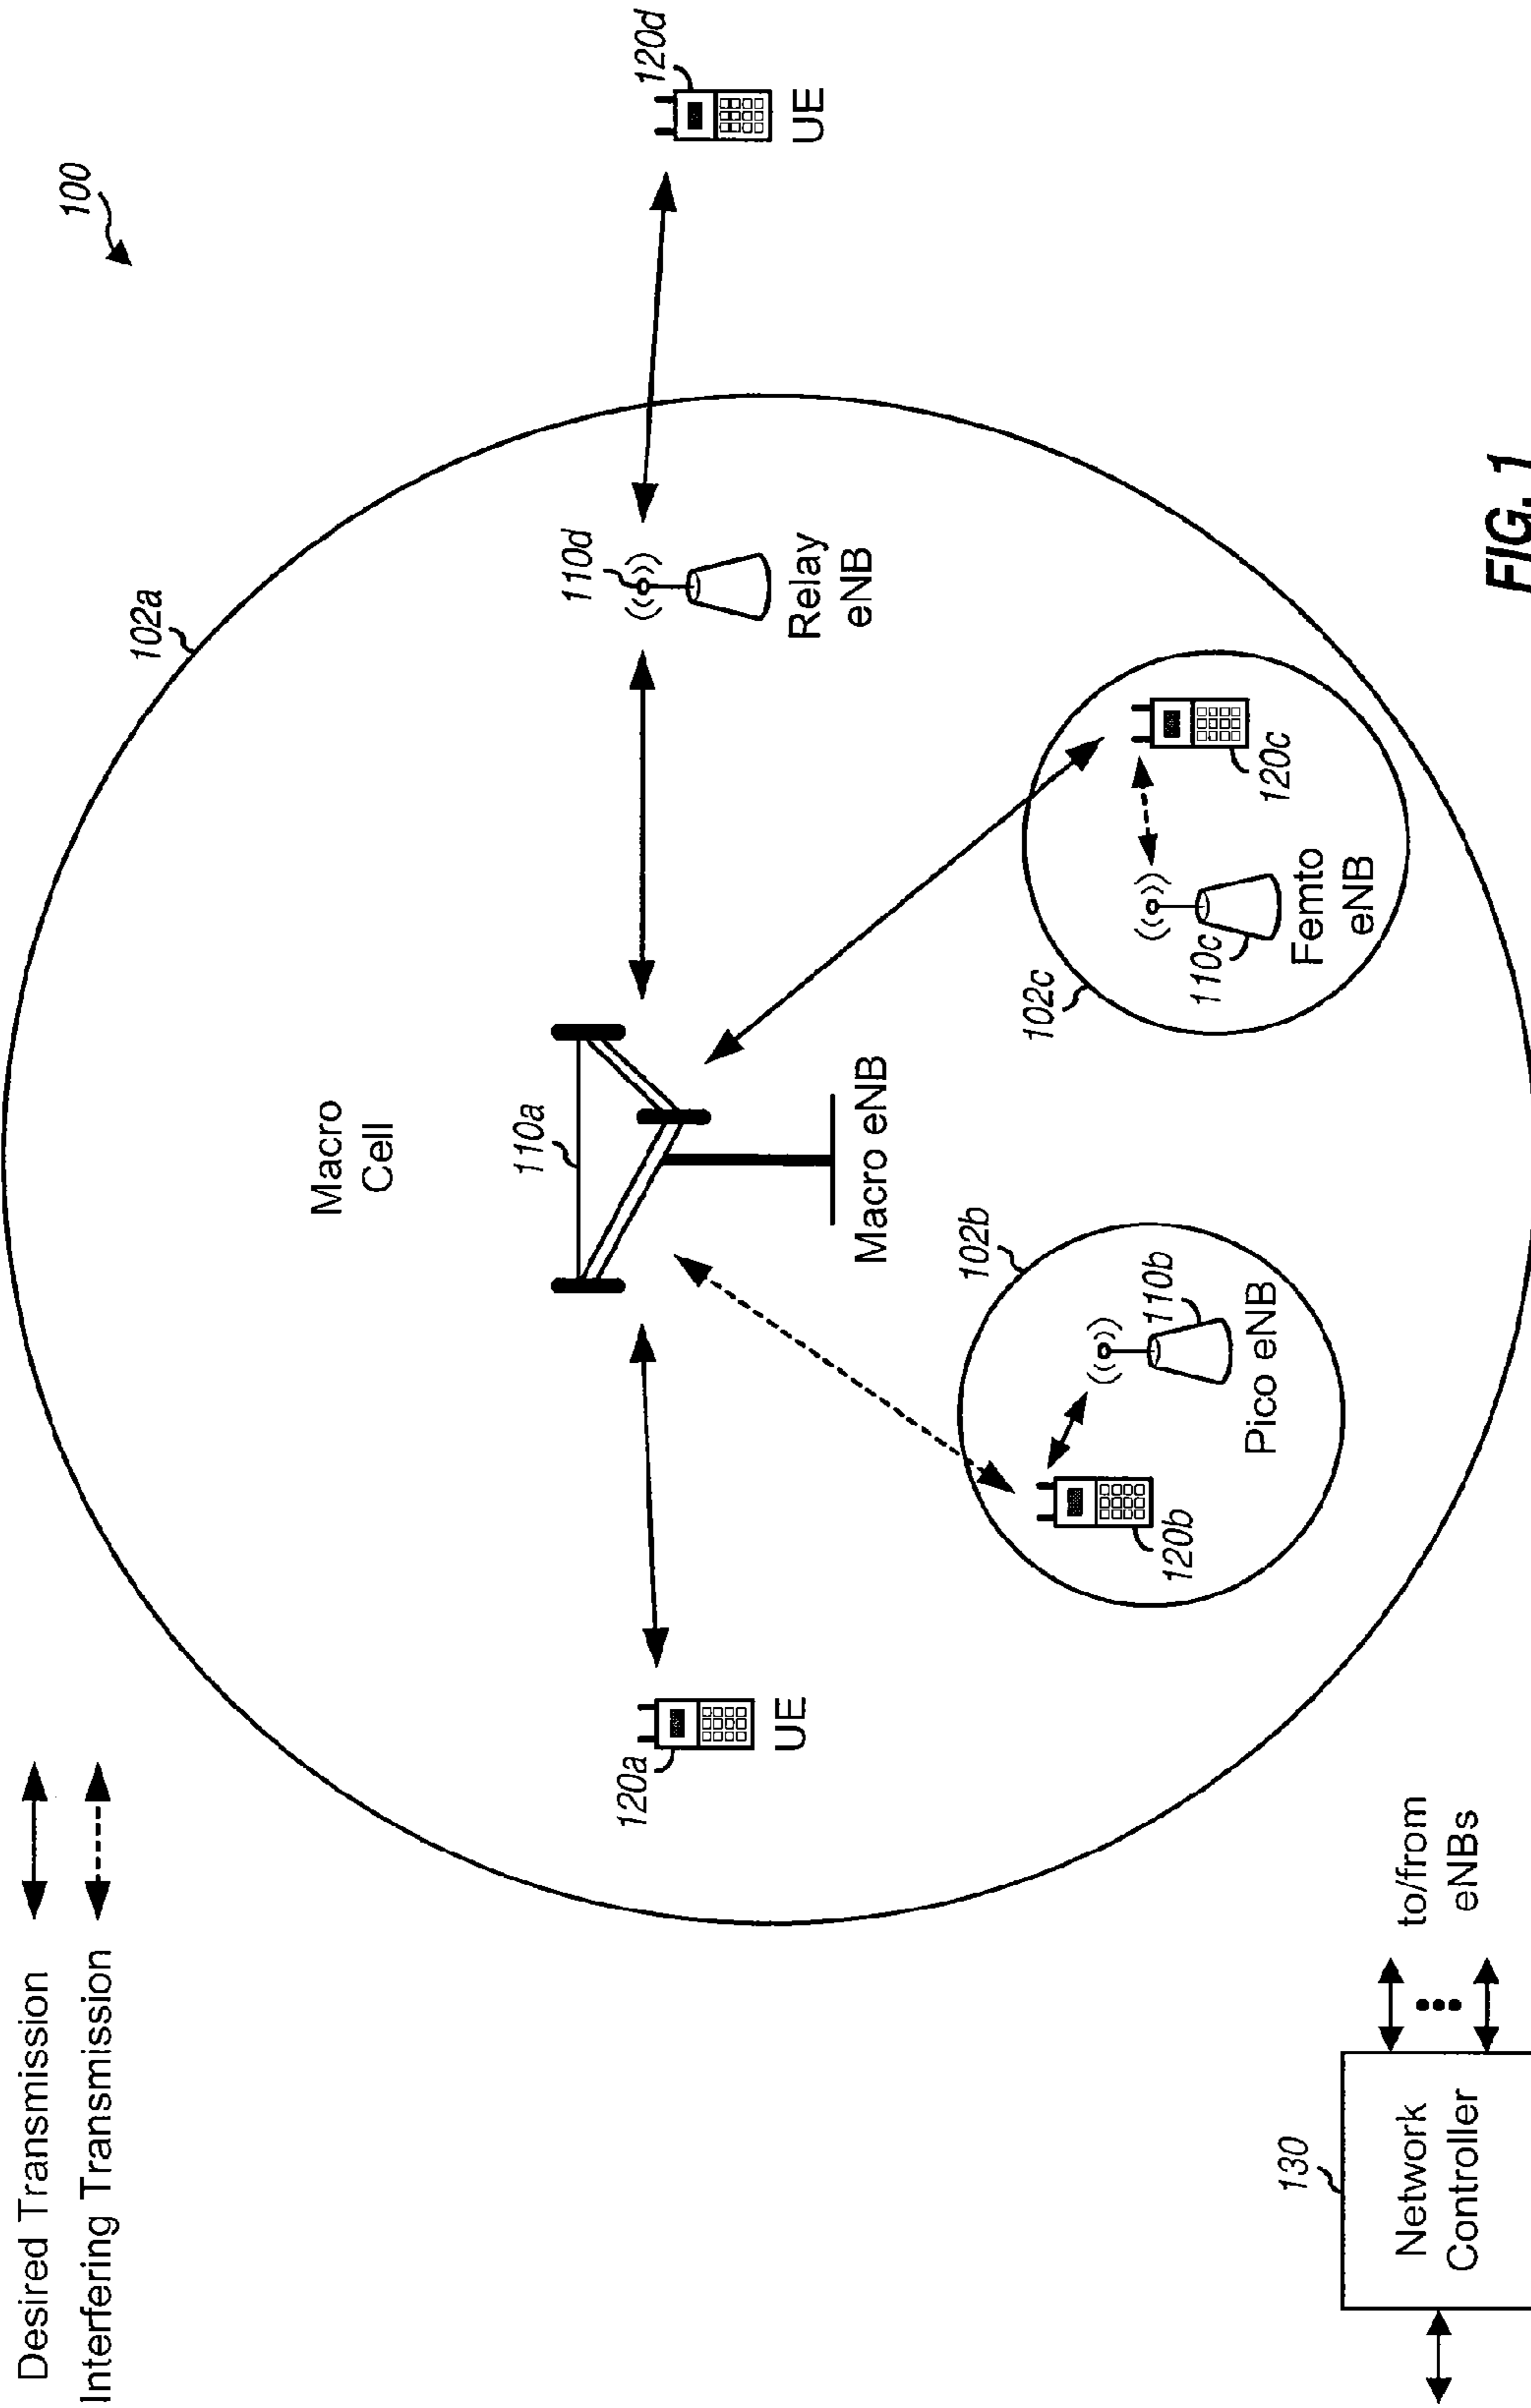 Desired Transmission
Interfering Transmission
100
102a
Macro
Cell
110a
110d
120a
UE
Macro eNB
Relay
eNB
120d
UE
102b
120b
110b
Pico eNB
102c
110c
Femto
eNB
120c
130
Network
Controller
to/from
eNBs
FIG. 1